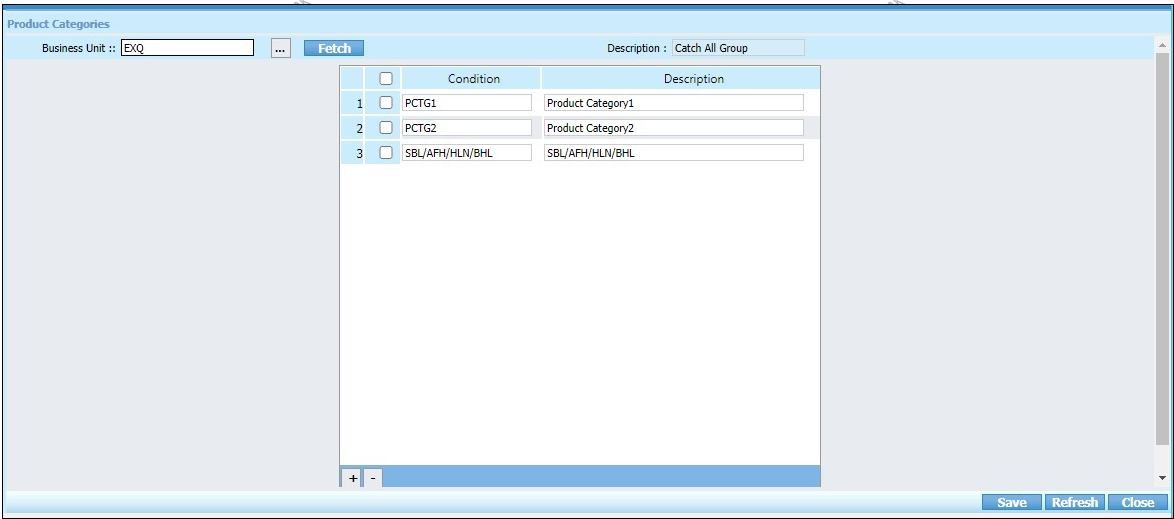 Product Categories
Business Unit :: EXQ ... Fetch Description : Catch All Group
Condition Description
1 PCTG1 Product Category1
2 PCTG2 Product Category2
3 SBL/AFH/HLN/BHL SBL/AFH/HLN/BHL
+ -
Save Refresh Close